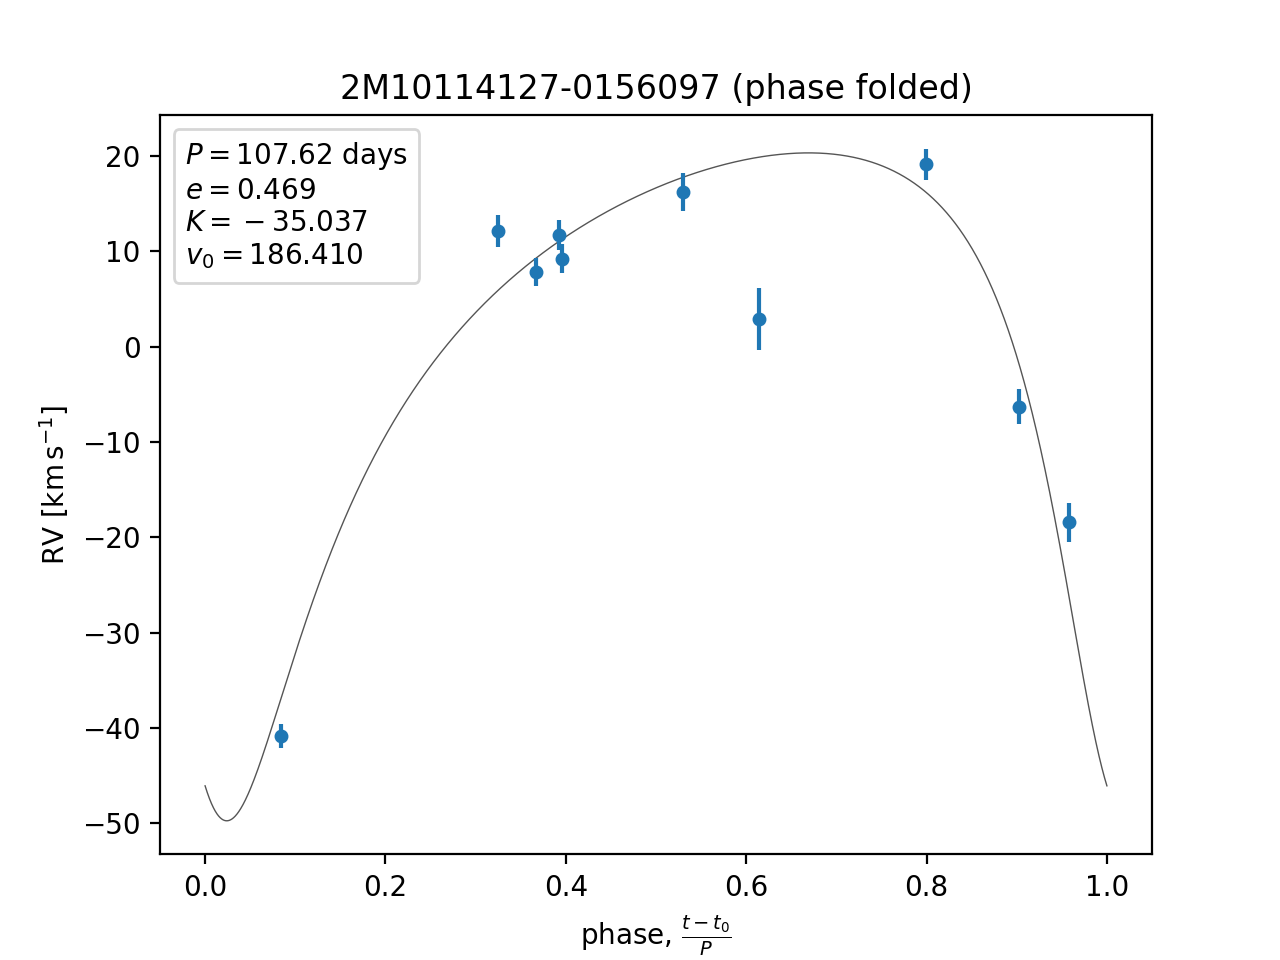 2M10114127-0156097 (phase folded)
P = 107.62 days
e = 0.469
K = −35.037
v₀ = 186.410
20
10
0
−10
−20
−30
−40
−50
RV [km s⁻¹]
0.0 0.2 0.4 0.6 0.8 1.0
phase, (t − t₀)/P